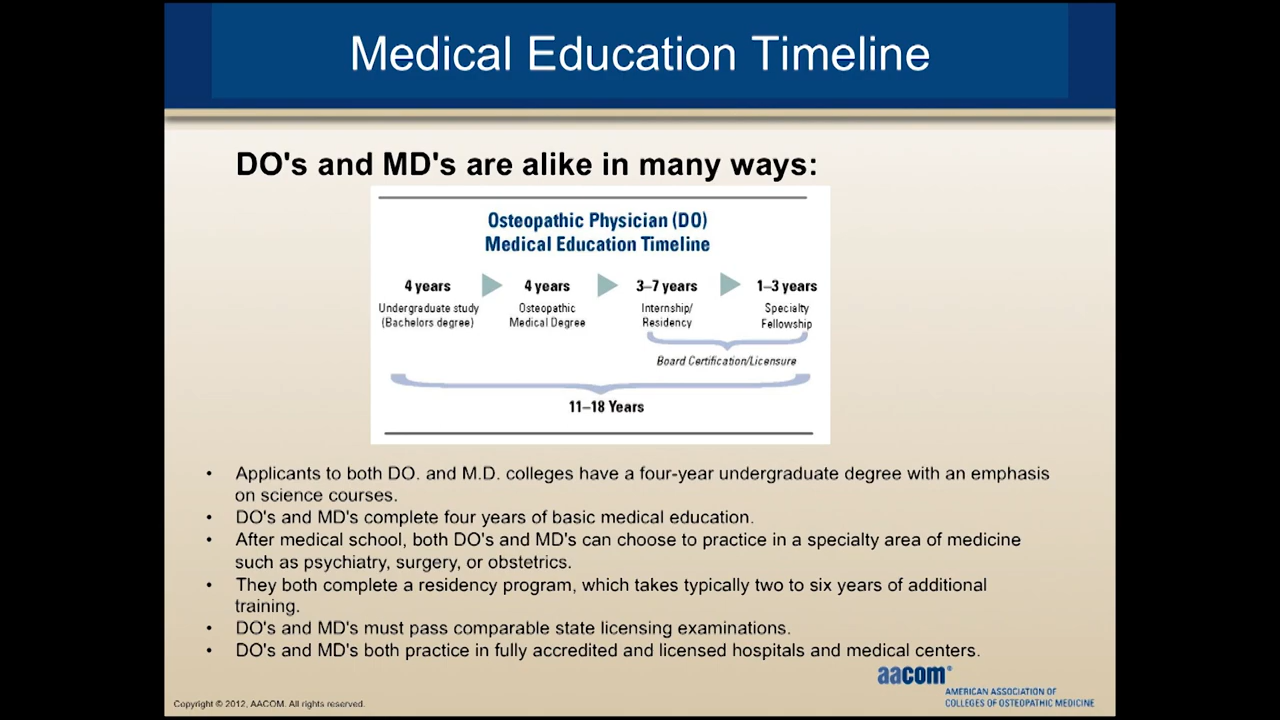 Medical Education Timeline
DO's and MD's are alike in many ways:
Osteopathic Physician (DO)
Medical Education Timeline
4 years
Undergraduate study
(Bachelors degree)
4 years
Osteopathic
Medical Degree
3–7 years
Internship/
Residency
1–3 years
Specialty
Fellowship
Board Certification/Licensure
11–18 Years
• Applicants to both DO. and M.D. colleges have a four-year undergraduate degree with an emphasis
on science courses.
• DO's and MD's complete four years of basic medical education.
• After medical school, both DO's and MD's can choose to practice in a specialty area of medicine
such as psychiatry, surgery, or obstetrics.
• They both complete a residency program, which takes typically two to six years of additional
training.
• DO's and MD's must pass comparable state licensing examinations.
• DO's and MD's both practice in fully accredited and licensed hospitals and medical centers.
aacom®
AMERICAN ASSOCIATION OF
COLLEGES OF OSTEOPATHIC MEDICINE
Copyright © 2012, AACOM. All rights reserved.